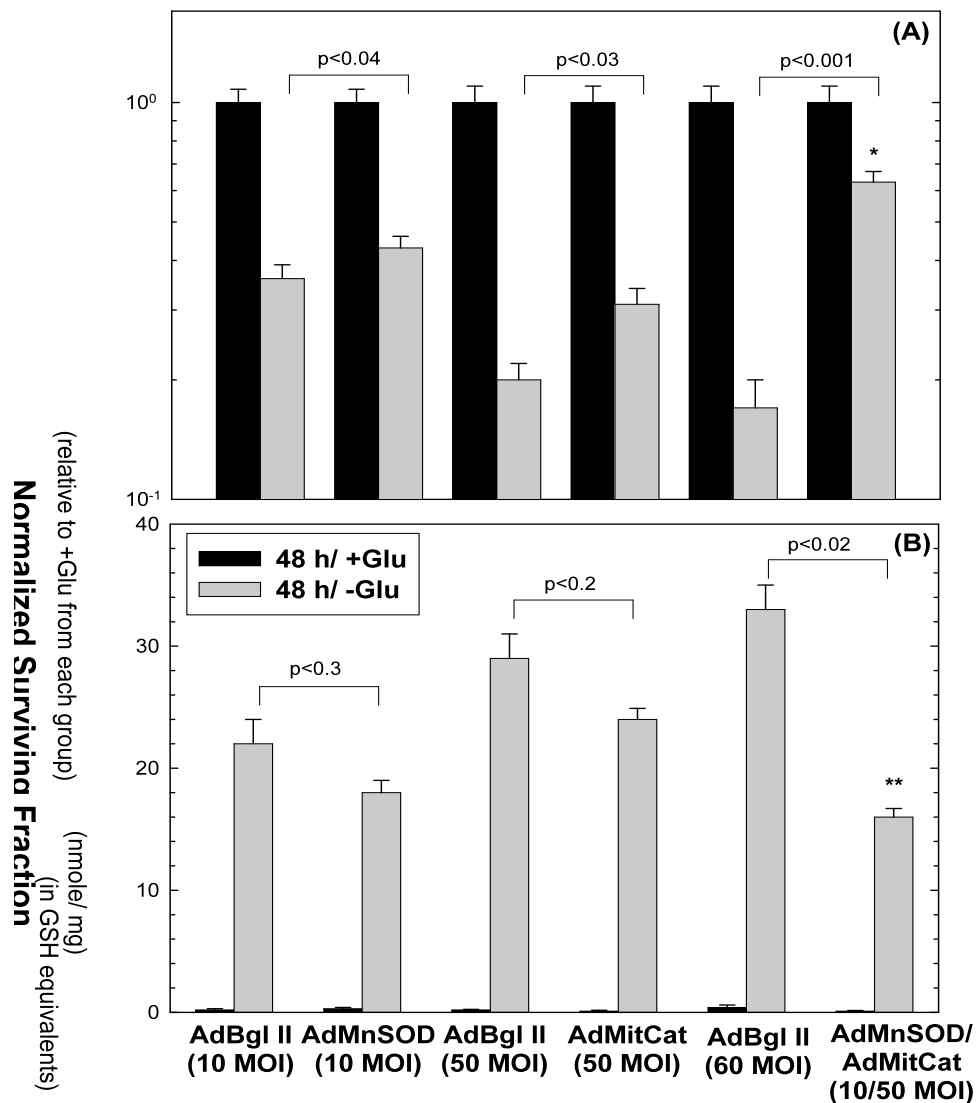 (A)
p<0.04
p<0.03
p<0.001
10⁰
*
10⁻¹
Normalized Surviving Fraction
(relative to +Glu from each group)
(B)
40
30
20
10
0
48 h/ +Glu
48 h/ -Glu
p<0.3
p<0.2
p<0.02
**
(nmole/ mg)
(in GSH equivalents)
AdBgl II
(10 MOI)
AdMnSOD
(10 MOI)
AdBgl II
(50 MOI)
AdMitCat
(50 MOI)
AdBgl II
(60 MOI)
AdMnSOD/
AdMitCat
(10/50 MOI)